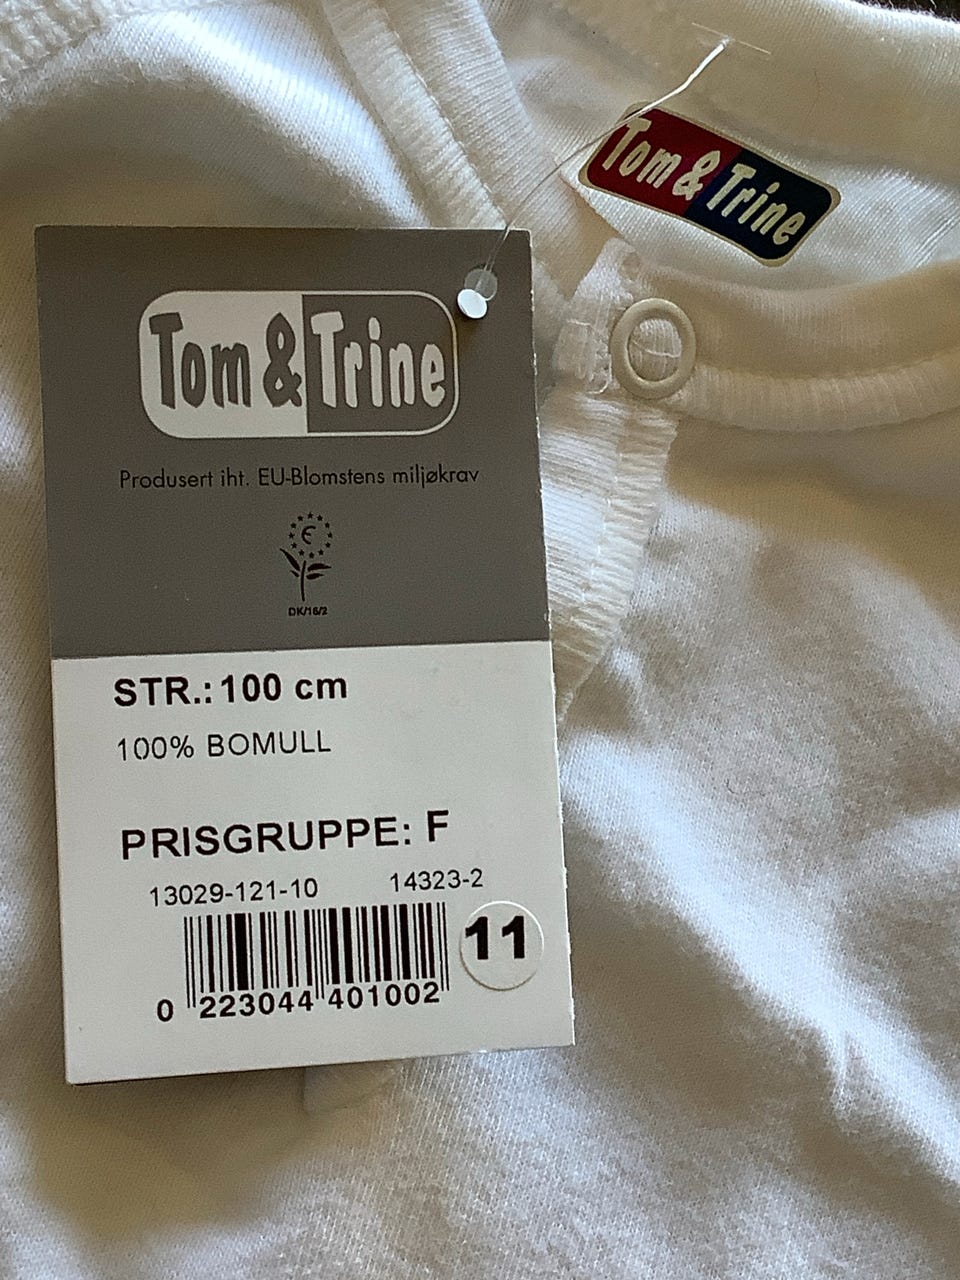 Tom & Trine
Tom & Trine
Produsert iht. EU-Blomstens miljøkrav
€
DK/16/2
STR.: 100 cm
100% BOMULL
PRISGRUPPE: F
13029-121-10 14323-2
11
0 223044 401002